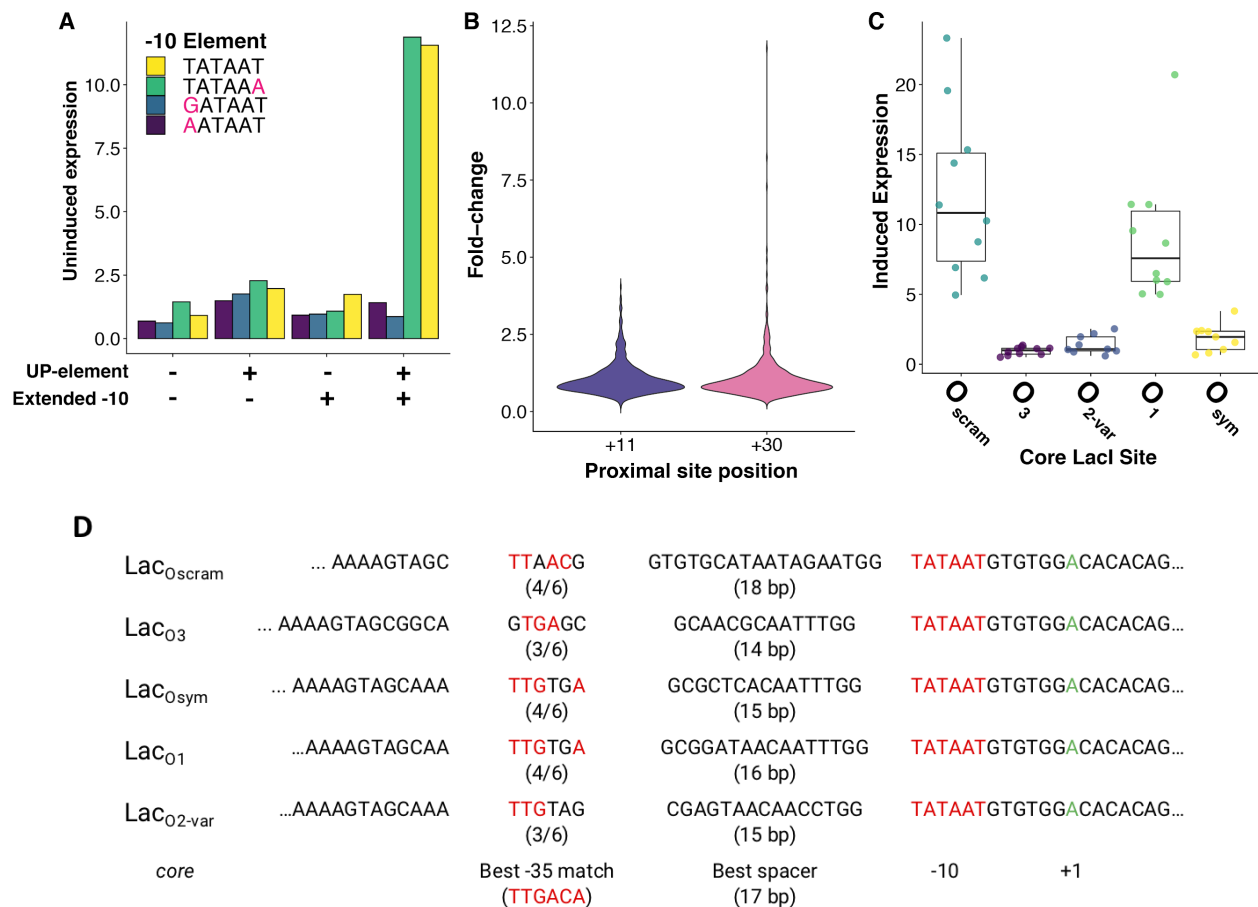 A
-10 Element
TATAAT
TATAAA
GATAAT
AATAAT
Uninduced expression
10.0
7.5
5.0
2.5
0.0
UP-element - + - +
Extended -10 - - + +
B
Fold-change
12.5
10.0
7.5
5.0
2.5
0.0
+11 +30
Proximal site position
C
Induced Expression
20
15
10
5
0
Oscram O3 O2-var O1 Osym
Core LacI Site
D
LacOscram ... AAAAGTAGC TTAACG GTGTGCATAATAGAATGG TATAATGTGTGGACACACAG...
(4/6) (18 bp)
LacO3 ... AAAAGTAGCGGCA GTGAGC GCAACGCAATTTGG TATAATGTGTGGACACACAG...
(3/6) (14 bp)
LacOsym ... AAAAGTAGCAAA TTGTGA GCGCTCACAATTTGG TATAATGTGTGGACACACAG...
(4/6) (15 bp)
LacO1 ...AAAAGTAGCAA TTGTGA GCGGATAACAATTTGG TATAATGTGTGGACACACAG...
(4/6) (16 bp)
LacO2-var ...AAAAGTAGCAAA TTGTAG CGAGTAACAACCTGG TATAATGTGTGGACACACAG...
(3/6) (15 bp)
core Best -35 match Best spacer -10 +1
(TTGACA) (17 bp)